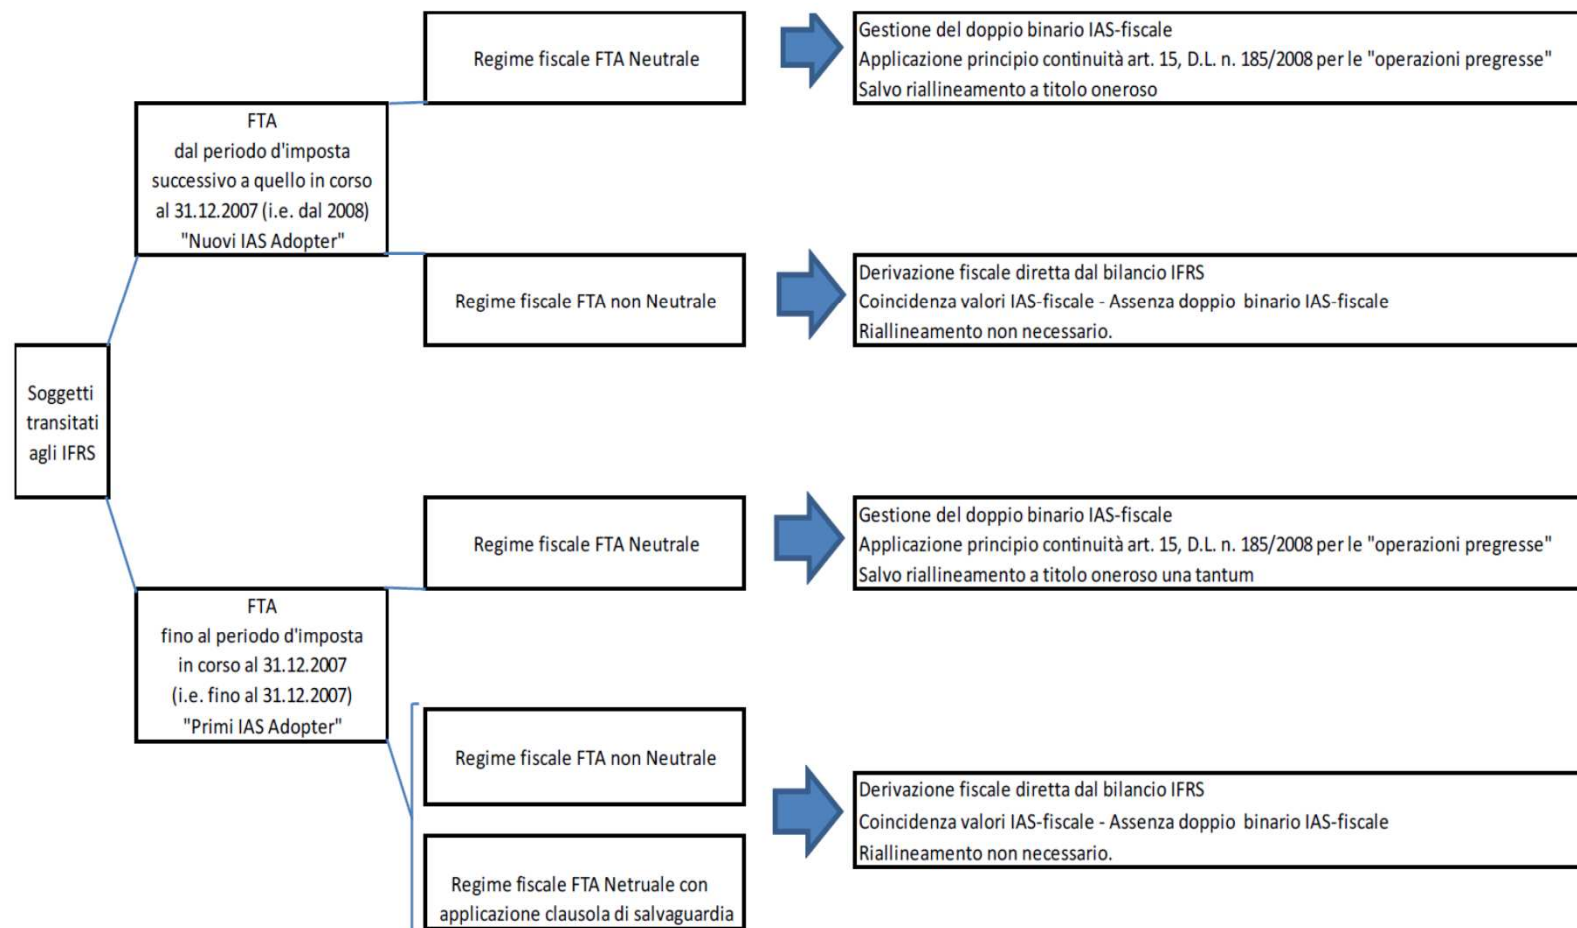 Soggetti
transitati
agli IFRS
FTA
dal periodo d'imposta
successivo a quello in corso
al 31.12.2007 (i.e. dal 2008)
"Nuovi IAS Adopter"
Regime fiscale FTA Neutrale
Gestione del doppio binario IAS-fiscale
Applicazione principio continuità art. 15, D.L. n. 185/2008 per le "operazioni pregresse"
Salvo riallineamento a titolo oneroso
Regime fiscale FTA non Neutrale
Derivazione fiscale diretta dal bilancio IFRS
Coincidenza valori IAS-fiscale - Assenza doppio binario IAS-fiscale
Riallineamento non necessario.
FTA
fino al periodo d'imposta
in corso al 31.12.2007
(i.e. fino al 31.12.2007)
"Primi IAS Adopter"
Regime fiscale FTA Neutrale
Gestione del doppio binario IAS-fiscale
Applicazione principio continuità art. 15, D.L. n. 185/2008 per le "operazioni pregresse"
Salvo riallineamento a titolo oneroso una tantum
Regime fiscale FTA non Neutrale
Regime fiscale FTA Netruale con
applicazione clausola di salvaguardia
Derivazione fiscale diretta dal bilancio IFRS
Coincidenza valori IAS-fiscale - Assenza doppio binario IAS-fiscale
Riallineamento non necessario.